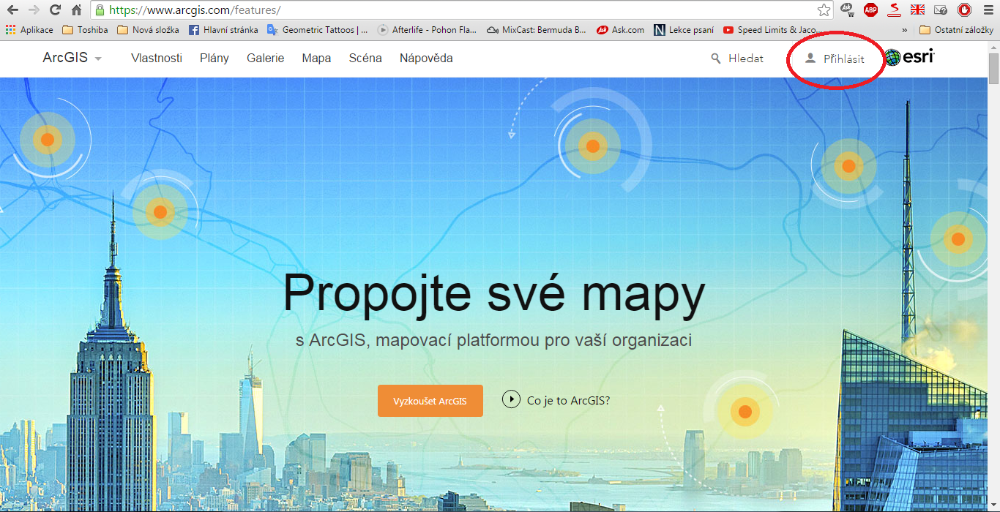 https://www.arcgis.com/features/
Ask ABP
Aplikace Toshiba Nová složka Hlavní stránka Geometric Tattoos | ... Afterlife - Pohon Fla... MixCast: Bermuda B... Ask Ask.com N Lekce psaní Speed Limits & Jaco... » Ostatní záložky
ArcGIS Vlastnosti Plány Galerie Mapa Scéna Nápověda Hledat Přihlásit esri
Propojte své mapy
s ArcGIS, mapovací platformou pro vaší organizaci
Vyzkoušet ArcGIS Co je to ArcGIS?